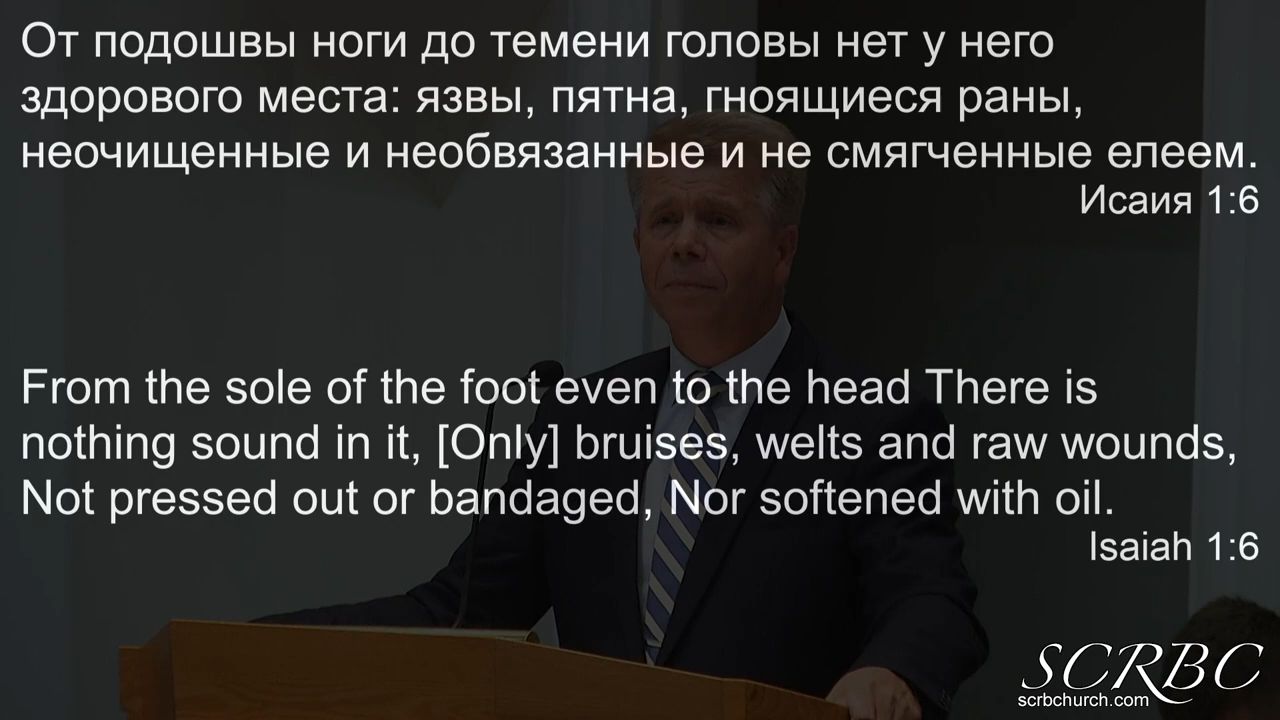 От подошвы ноги до темени головы нет у него
здорового места: язвы, пятна, гноящиеся раны,
неочищенные и необвязанные и не смягченные елеем.
Исаия 1:6
From the sole of the foot even to the head There is
nothing sound in it, [Only] bruises, welts and raw wounds,
Not pressed out or bandaged, Nor softened with oil.
Isaiah 1:6
SCRBC
scrbchurch.com